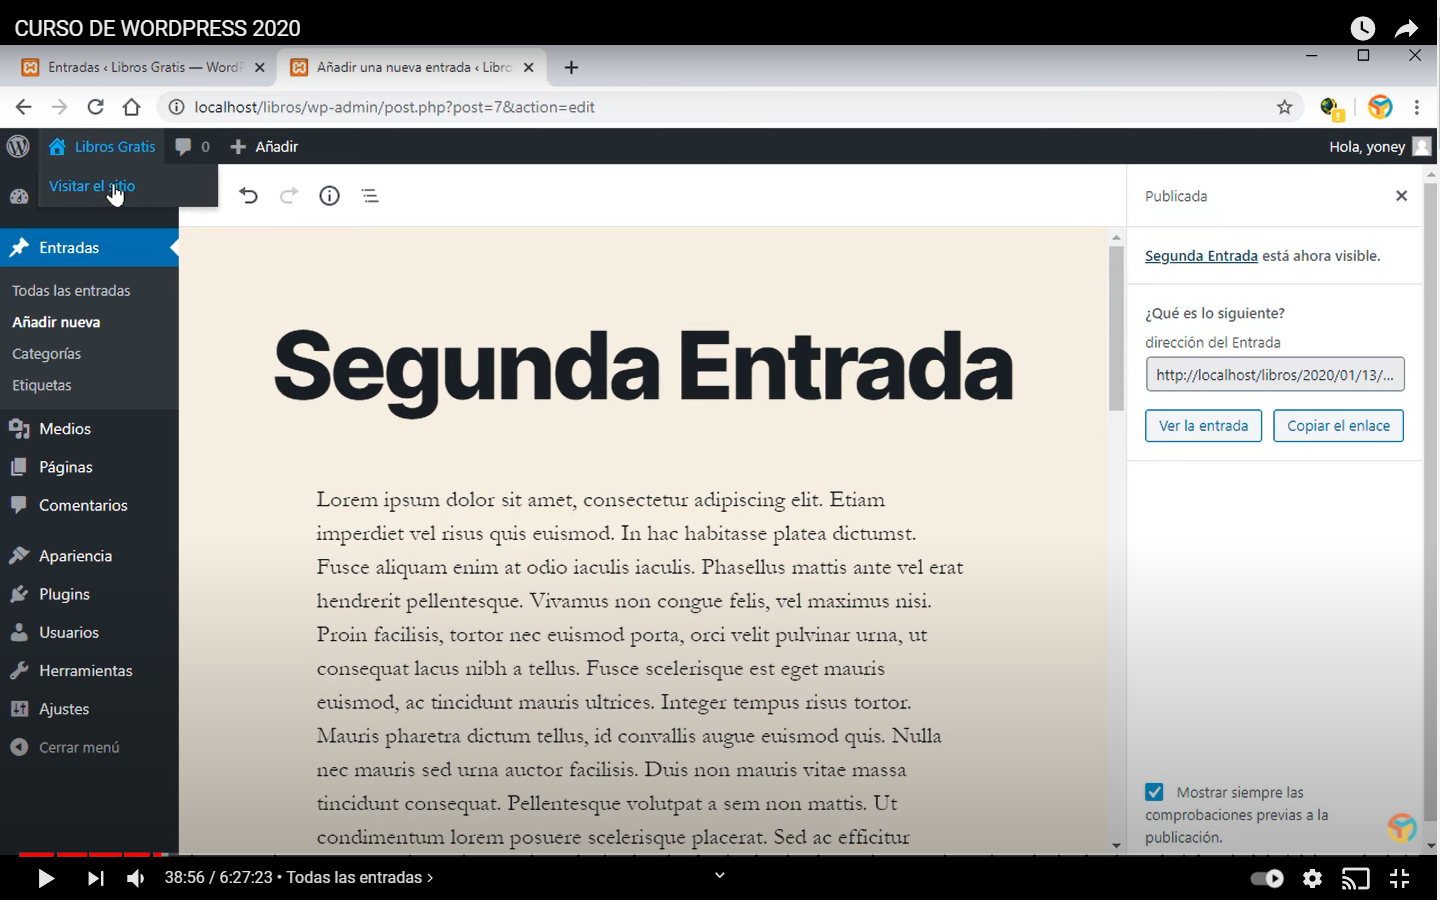 CURSO DE WORDPRESS 2020
Entradas ‹ Libros Gratis — WordP
Añadir una nueva entrada ‹ Libro
localhost/libros/wp-admin/post.php?post=7&action=edit
Libros Gratis
0
Añadir
Hola, yoney
Visitar el sitio
Entradas
Todas las entradas
Añadir nueva
Categorías
Etiquetas
Medios
Páginas
Comentarios
Apariencia
Plugins
Usuarios
Herramientas
Ajustes
Cerrar menú
Segunda Entrada
Lorem ipsum dolor sit amet, consectetur adipiscing elit. Etiam
imperdiet vel risus quis euismod. In hac habitasse platea dictumst.
Fusce aliquam enim at odio iaculis iaculis. Phasellus mattis ante vel erat
hendrerit pellentesque. Vivamus non congue felis, vel maximus nisi.
Proin facilisis, tortor nec euismod porta, orci velit pulvinar urna, ut
consequat lacus nibh a tellus. Fusce scelerisque est eget mauris
euismod, ac tincidunt mauris ultrices. Integer tempus risus tortor.
Mauris pharetra dictum tellus, id convallis augue euismod quis. Nulla
nec mauris sed urna auctor facilisis. Duis non mauris vitae massa
tincidunt consequat. Pellentesque volutpat a sem non mattis. Ut
condimentum lorem posuere scelerisque placerat. Sed ac efficitur
Publicada
Segunda Entrada está ahora visible.
¿Qué es lo siguiente?
dirección del Entrada
http://localhost/libros/2020/01/13/...
Ver la entrada
Copiar el enlace
Mostrar siempre las
comprobaciones previas a la
publicación.
38:56 / 6:27:23 • Todas las entradas ›